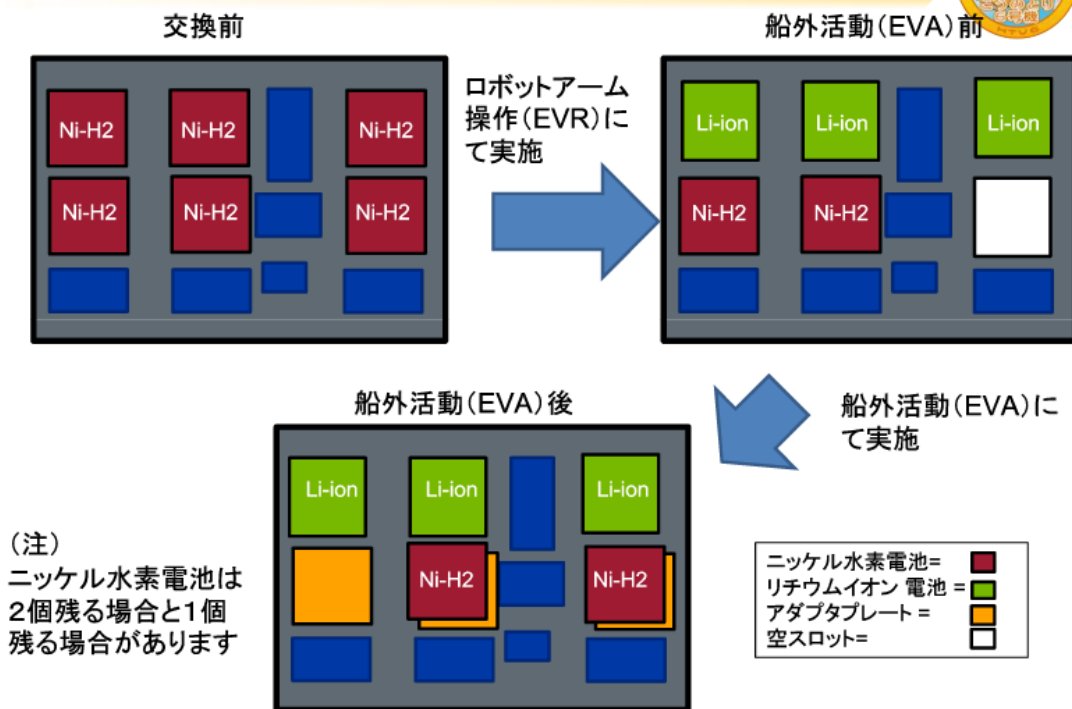 交換前
船外活動(EVA)前
号機
HTV6
ロボットアーム
操作(EVR)に
て実施
Ni-H2
Ni-H2
Ni-H2
Ni-H2
Ni-H2
Ni-H2
Li-ion
Li-ion
Li-ion
Ni-H2
Ni-H2
船外活動(EVA)後
船外活動(EVA)に
て実施
Li-ion
Li-ion
Li-ion
Ni-H2
Ni-H2
(注)
ニッケル水素電池は
2個残る場合と1個
残る場合があります
ニッケル水素電池=
リチウムイオン 電池 =
アダプタプレート =
空スロット=